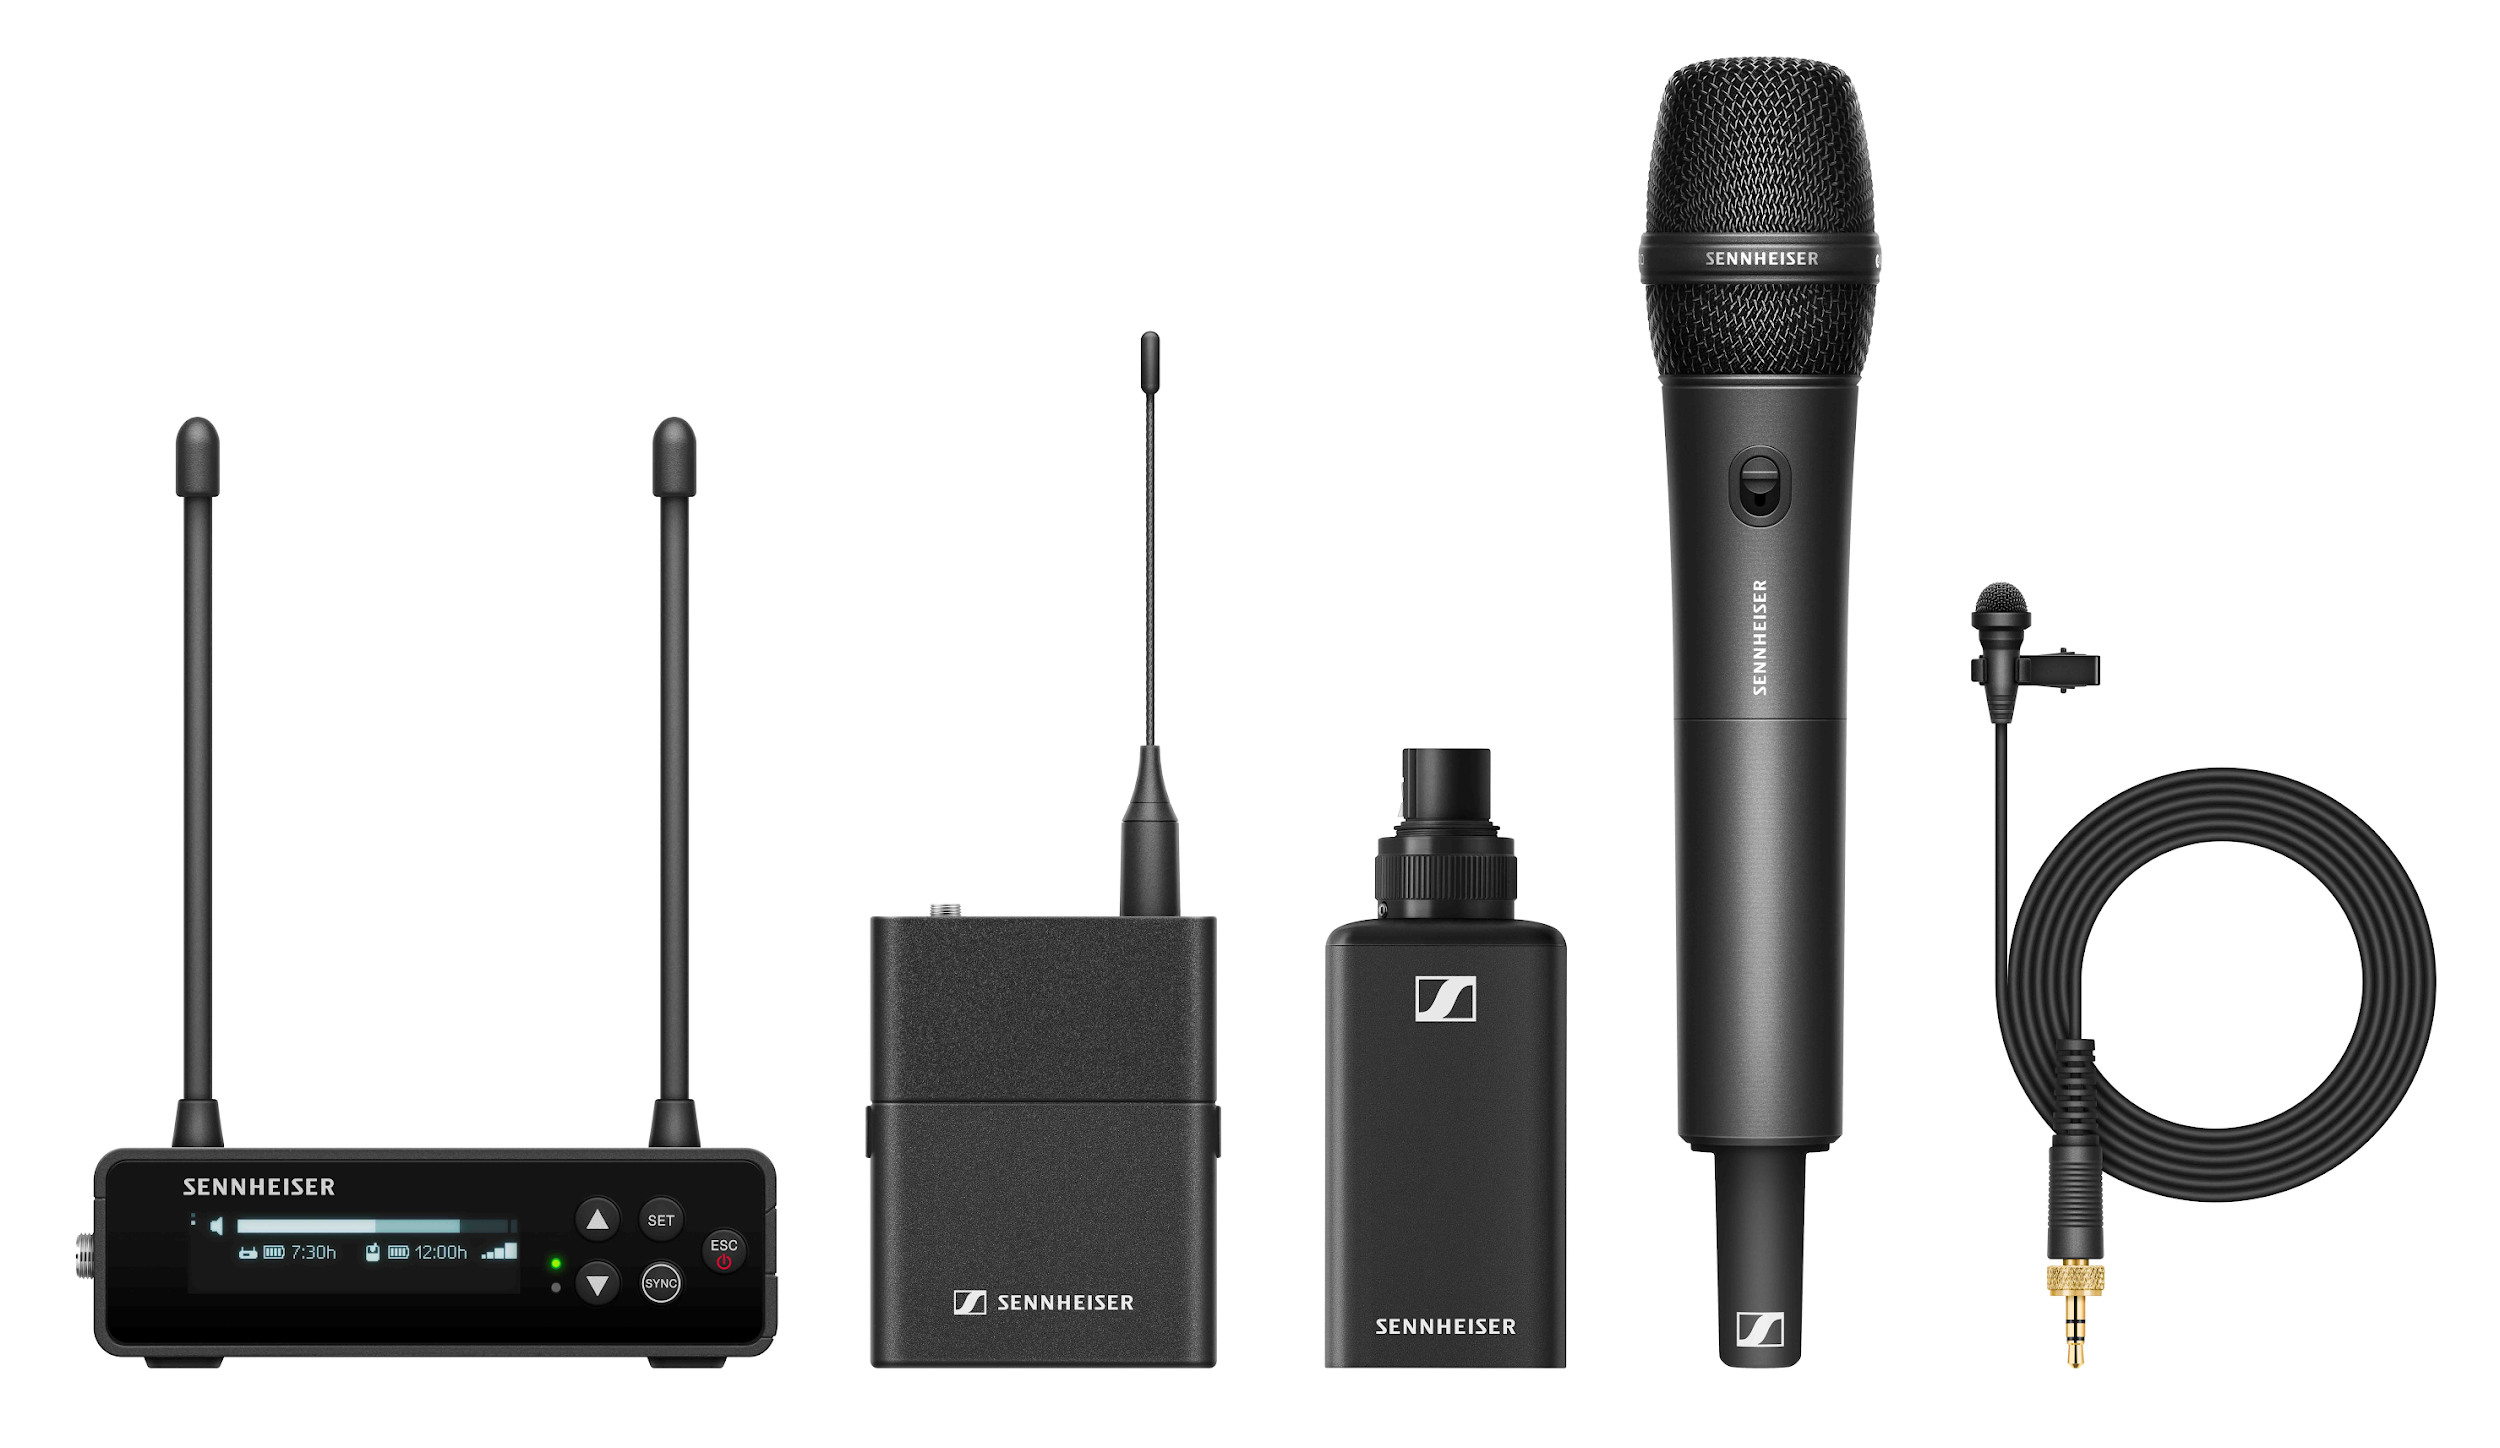 SENNHEISER
7:30h 12:00h
SET
ESC
SYNC
SENNHEISER
SENNHEISER
SENNHEISER
SENNHEISER